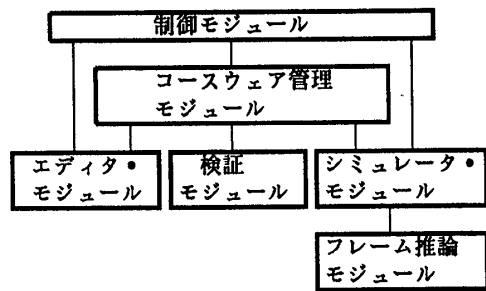 制御モジュール
コースウェア管理
モジュール
エディタ・
モジュール
検証
モジュール
シミュレータ・
モジュール
フレーム推論
モジュール